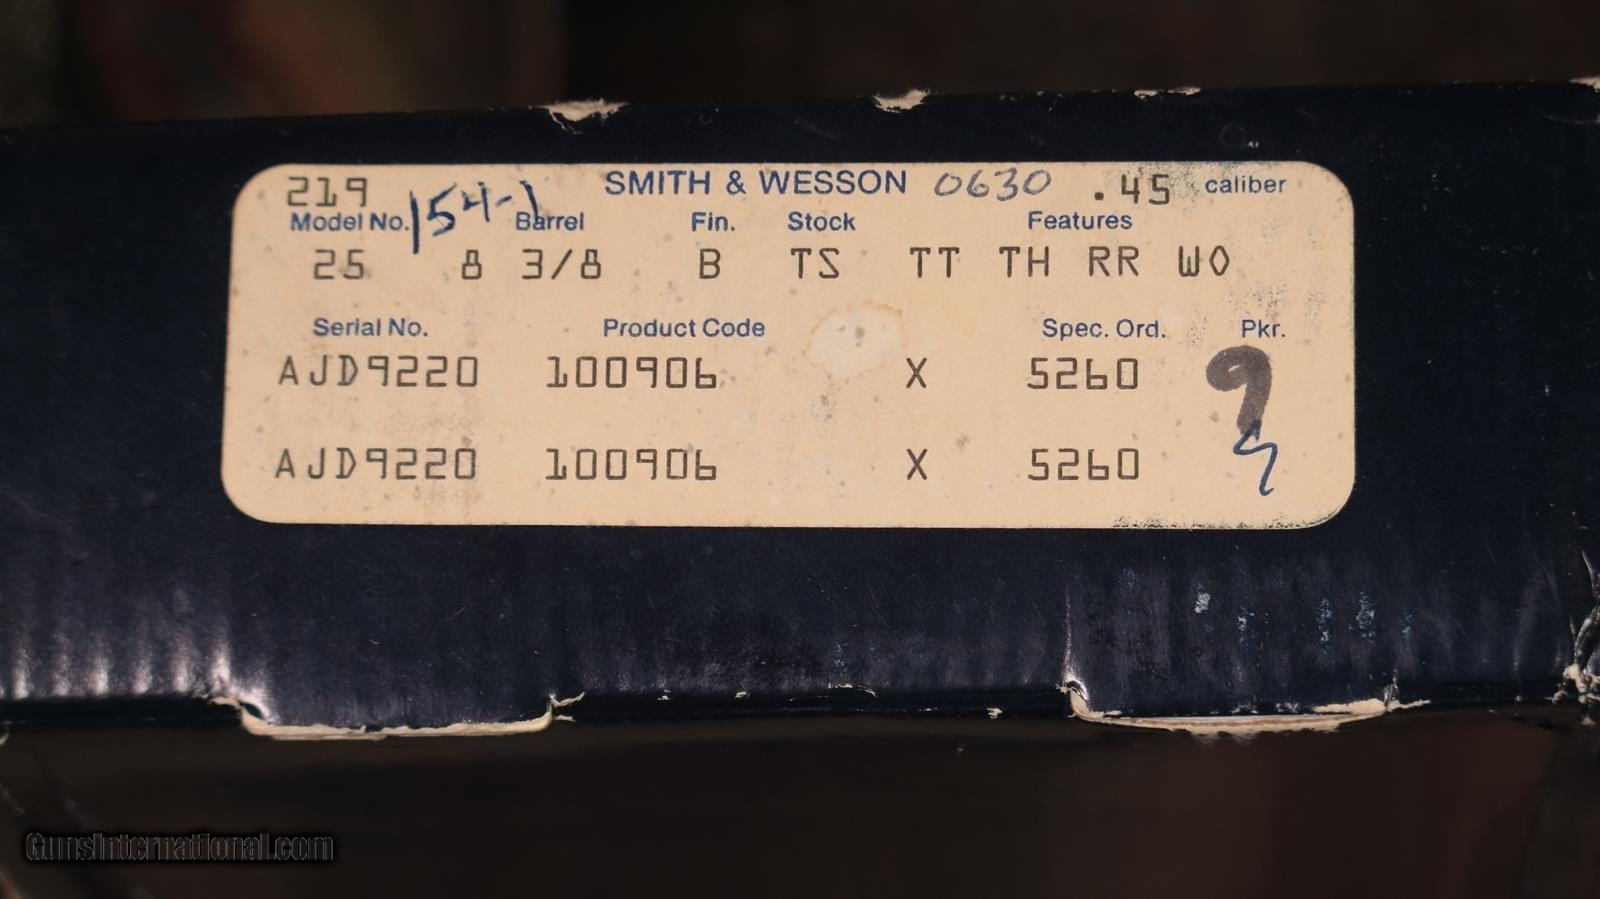 219 154-1 SMITH & WESSON 0630 .45 caliber
Model No. Barrel Fin. Stock Features
25 8 3/8 B TS TT TH RR WO
Serial No. Product Code Spec. Ord. Pkr.
AJD9220 100906 X 5260 9
AJD9220 100906 X 5260
GunsInternational.com